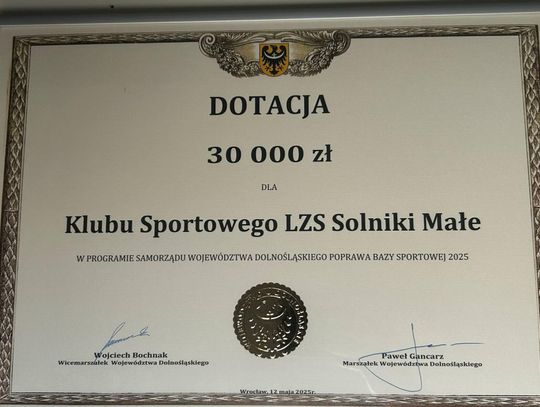 DOTACJA
30 000 zł
DLA
Klubu Sportowego LZS Solniki Małe
W PROGRAMIE SAMORZĄDU WOJEWÓDZTWA DOLNOŚLĄSKIEGO POPRAWA BAZY SPORTOWEJ 2025
Wojciech Bochnak
Wicemarszałek Województwa Dolnośląskiego
Paweł Gancarz
Marszałek Województwa Dolnośląskiego
Wrocław, 12 maja 2025r.